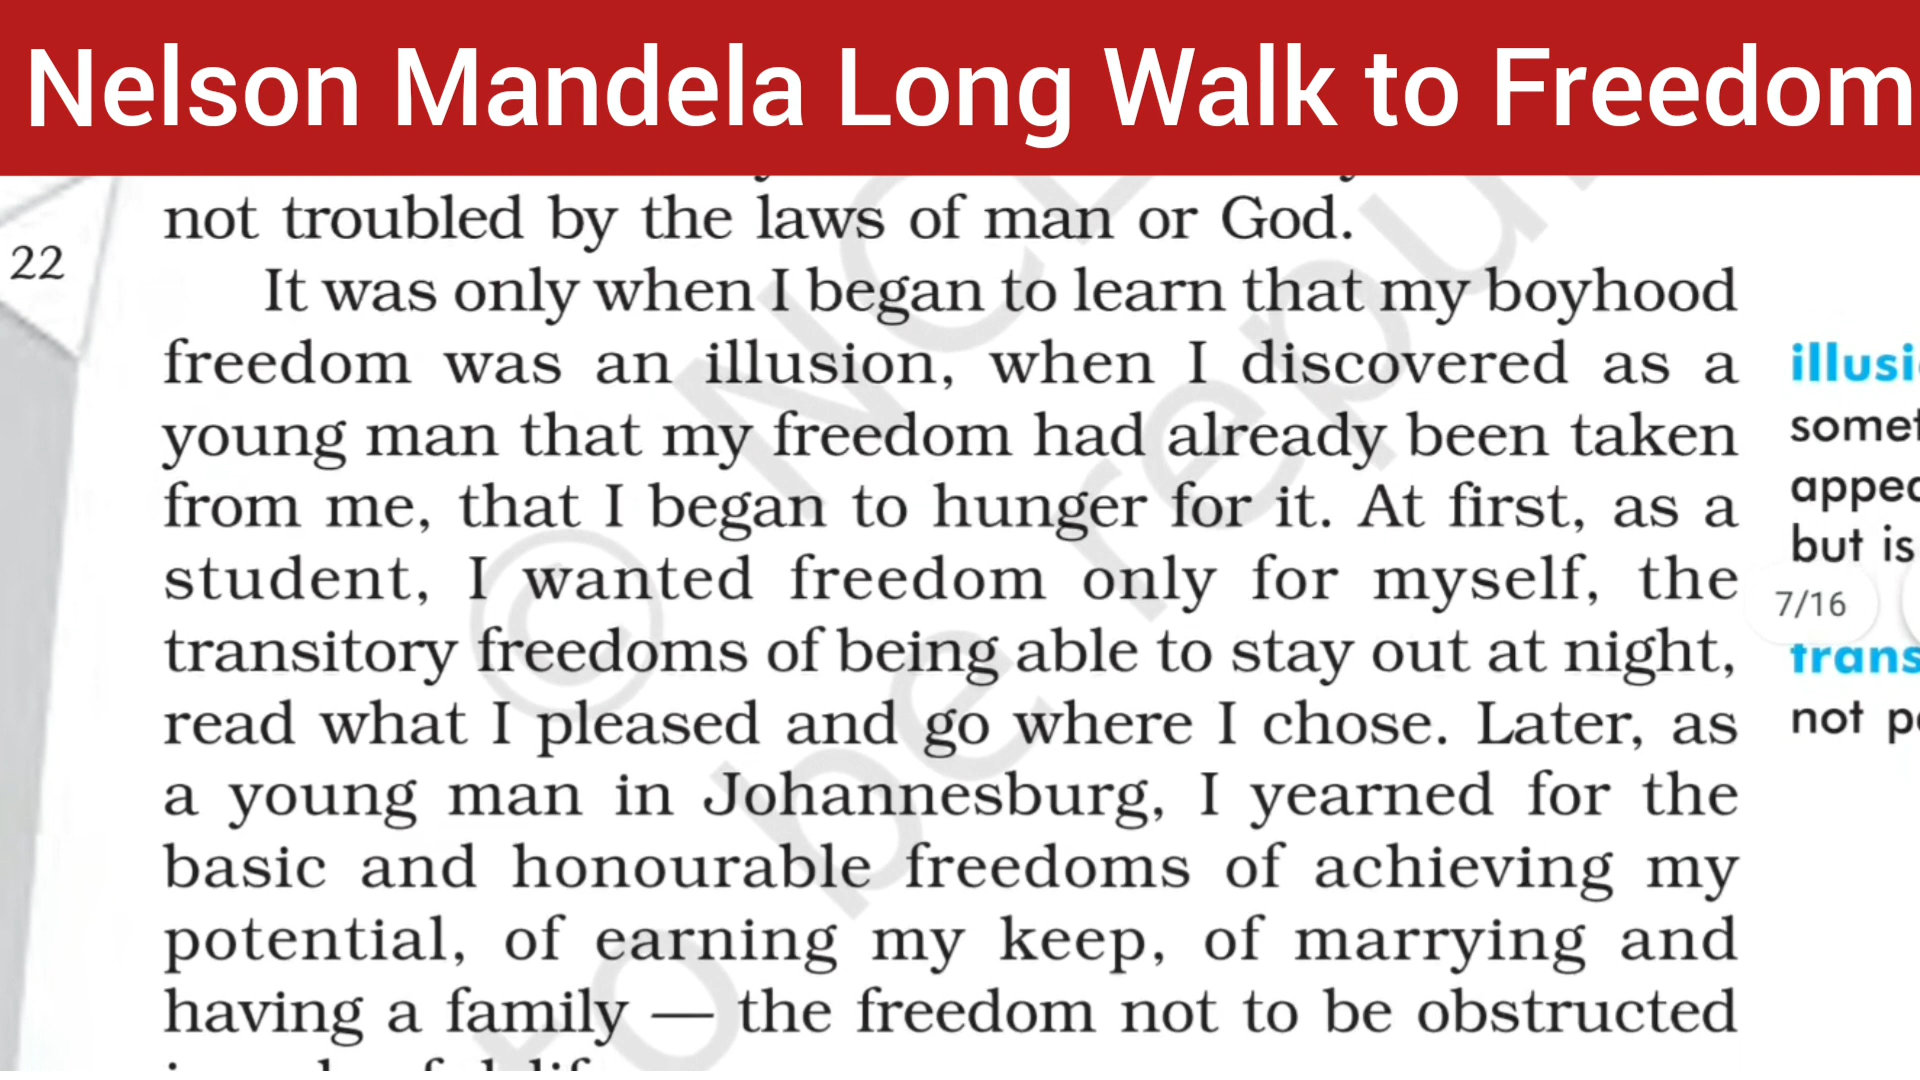 Nelson Mandela Long Walk to Freedom
not troubled by the laws of man or God.
22
It was only when I began to learn that my boyhood
freedom was an illusion, when I discovered as a
young man that my freedom had already been taken
from me, that I began to hunger for it. At first, as a
student, I wanted freedom only for myself, the
transitory freedoms of being able to stay out at night,
read what I pleased and go where I chose. Later, as
a young man in Johannesburg, I yearned for the
basic and honourable freedoms of achieving my
potential, of earning my keep, of marrying and
having a family — the freedom not to be obstructed
but is
7/16
not
© 
be